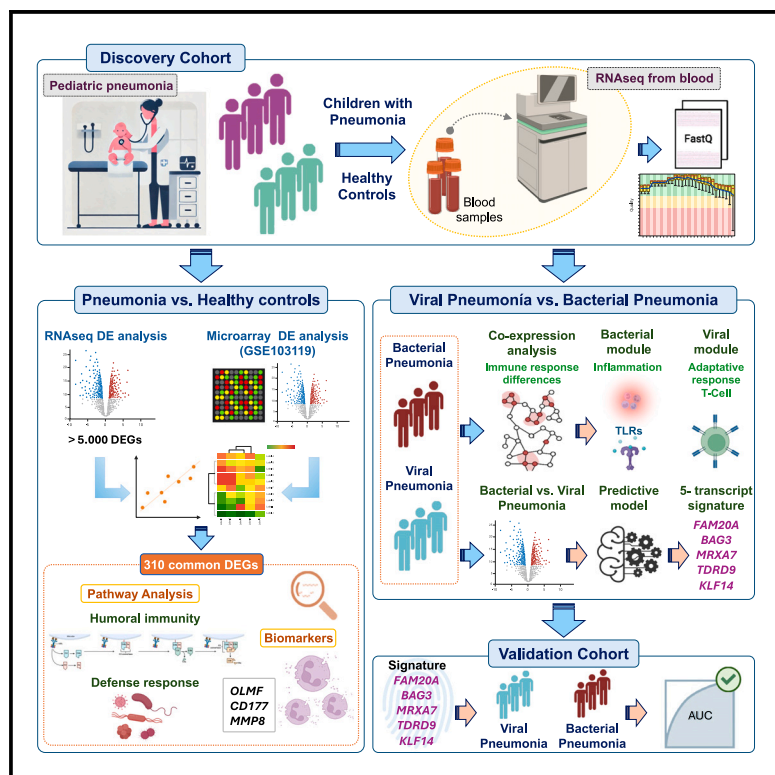 Discovery Cohort
Pediatric pneumonia
Children with
Pneumonia
Healthy
Controls
RNAseq from blood
Blood
samples
FastQ
Pneumonia vs. Healthy controls
RNAseq DE analysis
Microarray DE analysis
(GSE103119)
> 5.000 DEGs
310 common DEGs
Pathway Analysis
Humoral immunity
Defense response
Biomarkers
OLMF
CD177
MMP8
Viral Pneumonía vs. Bacterial Pneumonia
Bacterial
Pneumonia
Viral
Pneumonia
Co-expression
analysis
Immune response
differences
Bacterial
module
Inflammation
TLRs
Viral
module
Adaptative
response
T-Cell
Bacterial vs. Viral
Pneumonia
Predictive
model
5- transcript
signature
FAM20A
BAG3
MRXA7
TDRD9
KLF14
Validation Cohort
Signature
FAM20A
BAG3
MRXA7
TDRD9
KLF14
Viral
Pneumonia
Bacterial
Pneumonia
AUC